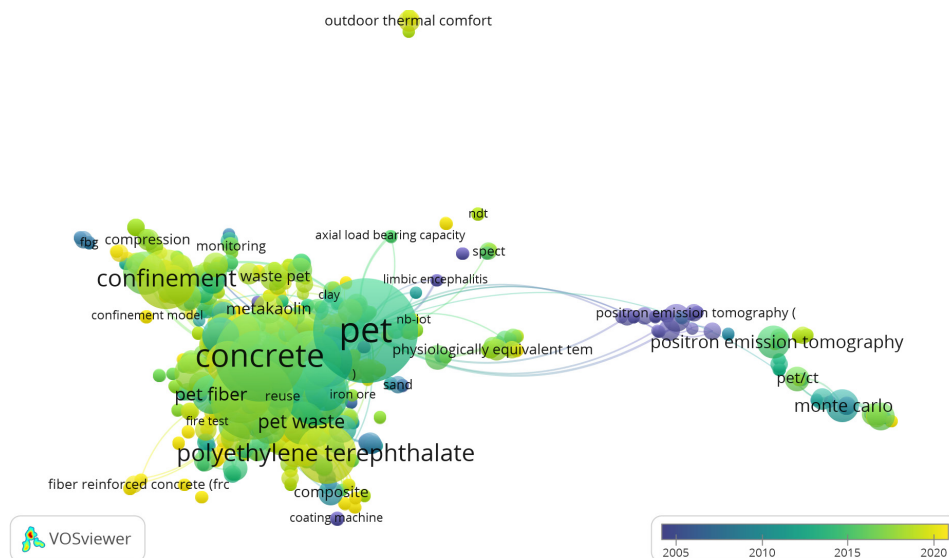 outdoor thermal comfort
ndt
axial load bearing capacity
fbg
compression
monitoring
spect
confinement
waste pet
limbic encephalitis
clay
metakaolin
confinement model
nb-iot
positron emission tomography (
pet
concrete
physiologically equivalent tem
positron emission tomography
)
pet/ct
sand
pet fiber
reuse
iron ore
monte carlo
fire test
pet waste
polyethylene terephthalate
fiber reinforced concrete (frc
composite
coating machine
VOSviewer
2005
2010
2015
2020